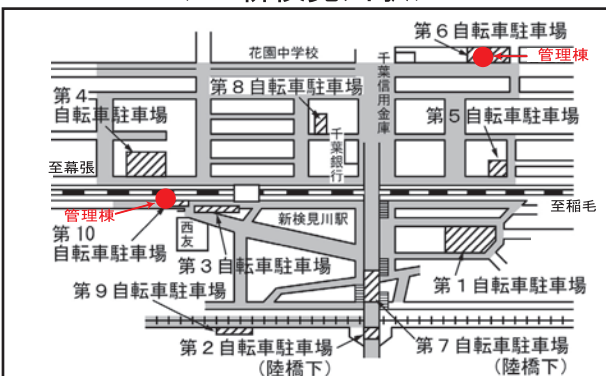 花園中学校
第６自転車駐車場
管理棟
千葉信用金庫
第８自転車駐車場
第４
自転車駐車場
第５自転車駐車場
千葉銀行
至幕張
至稲毛
管理棟
新検見川駅
西友
第10
自転車駐車場
第３自転車駐車場
第１自転車駐車場
第９自転車駐車場
第２自転車駐車場
(陸橋下)
第７自転車駐車場
(陸橋下)